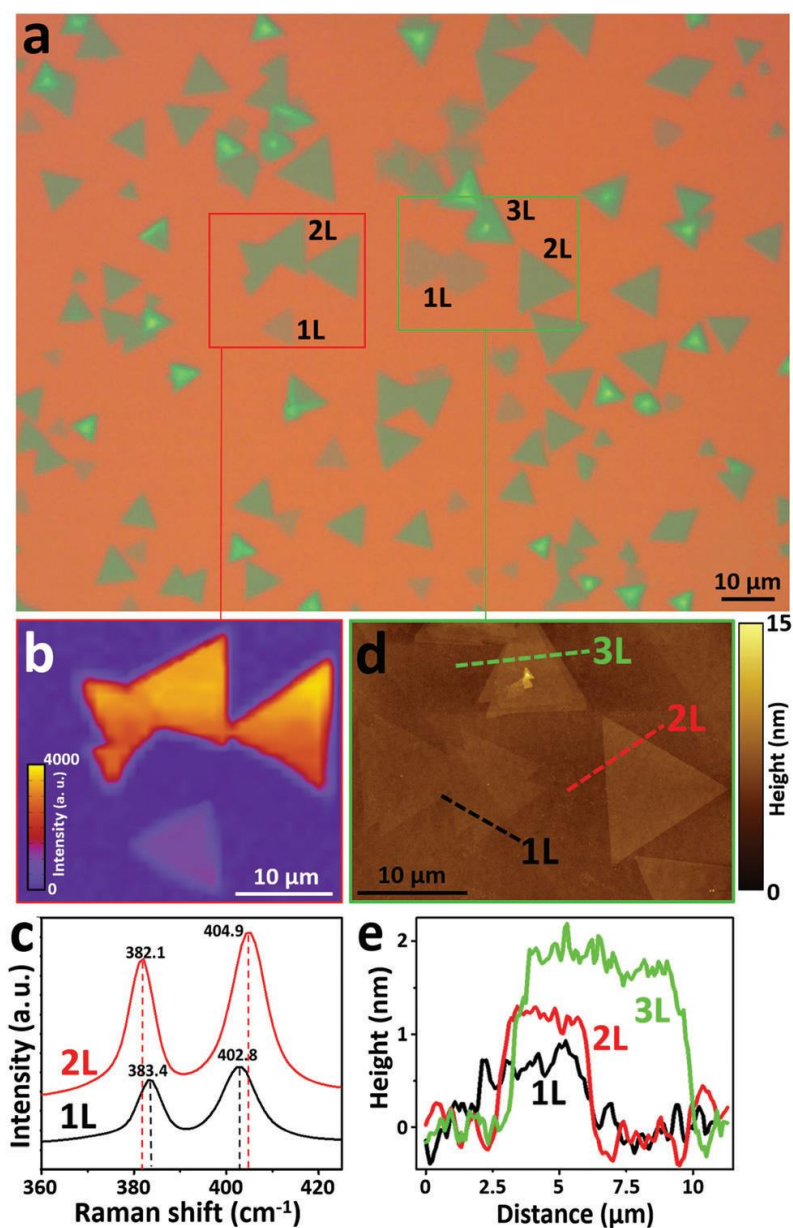 a
2L
1L
3L
2L
1L
10 µm
b
4000
Intensity (a. u.)
0
10 µm
d
3L
2L
1L
10 µm
15
Height (nm)
0
c
404.9
382.1
2L
383.4
402.8
1L
Intensity (a. u.)
360
380
400
420
Raman shift (cm⁻¹)
e
2
1
0
Height (nm)
3L
2L
1L
0
2.5
5
7.5
10
Distance (µm)